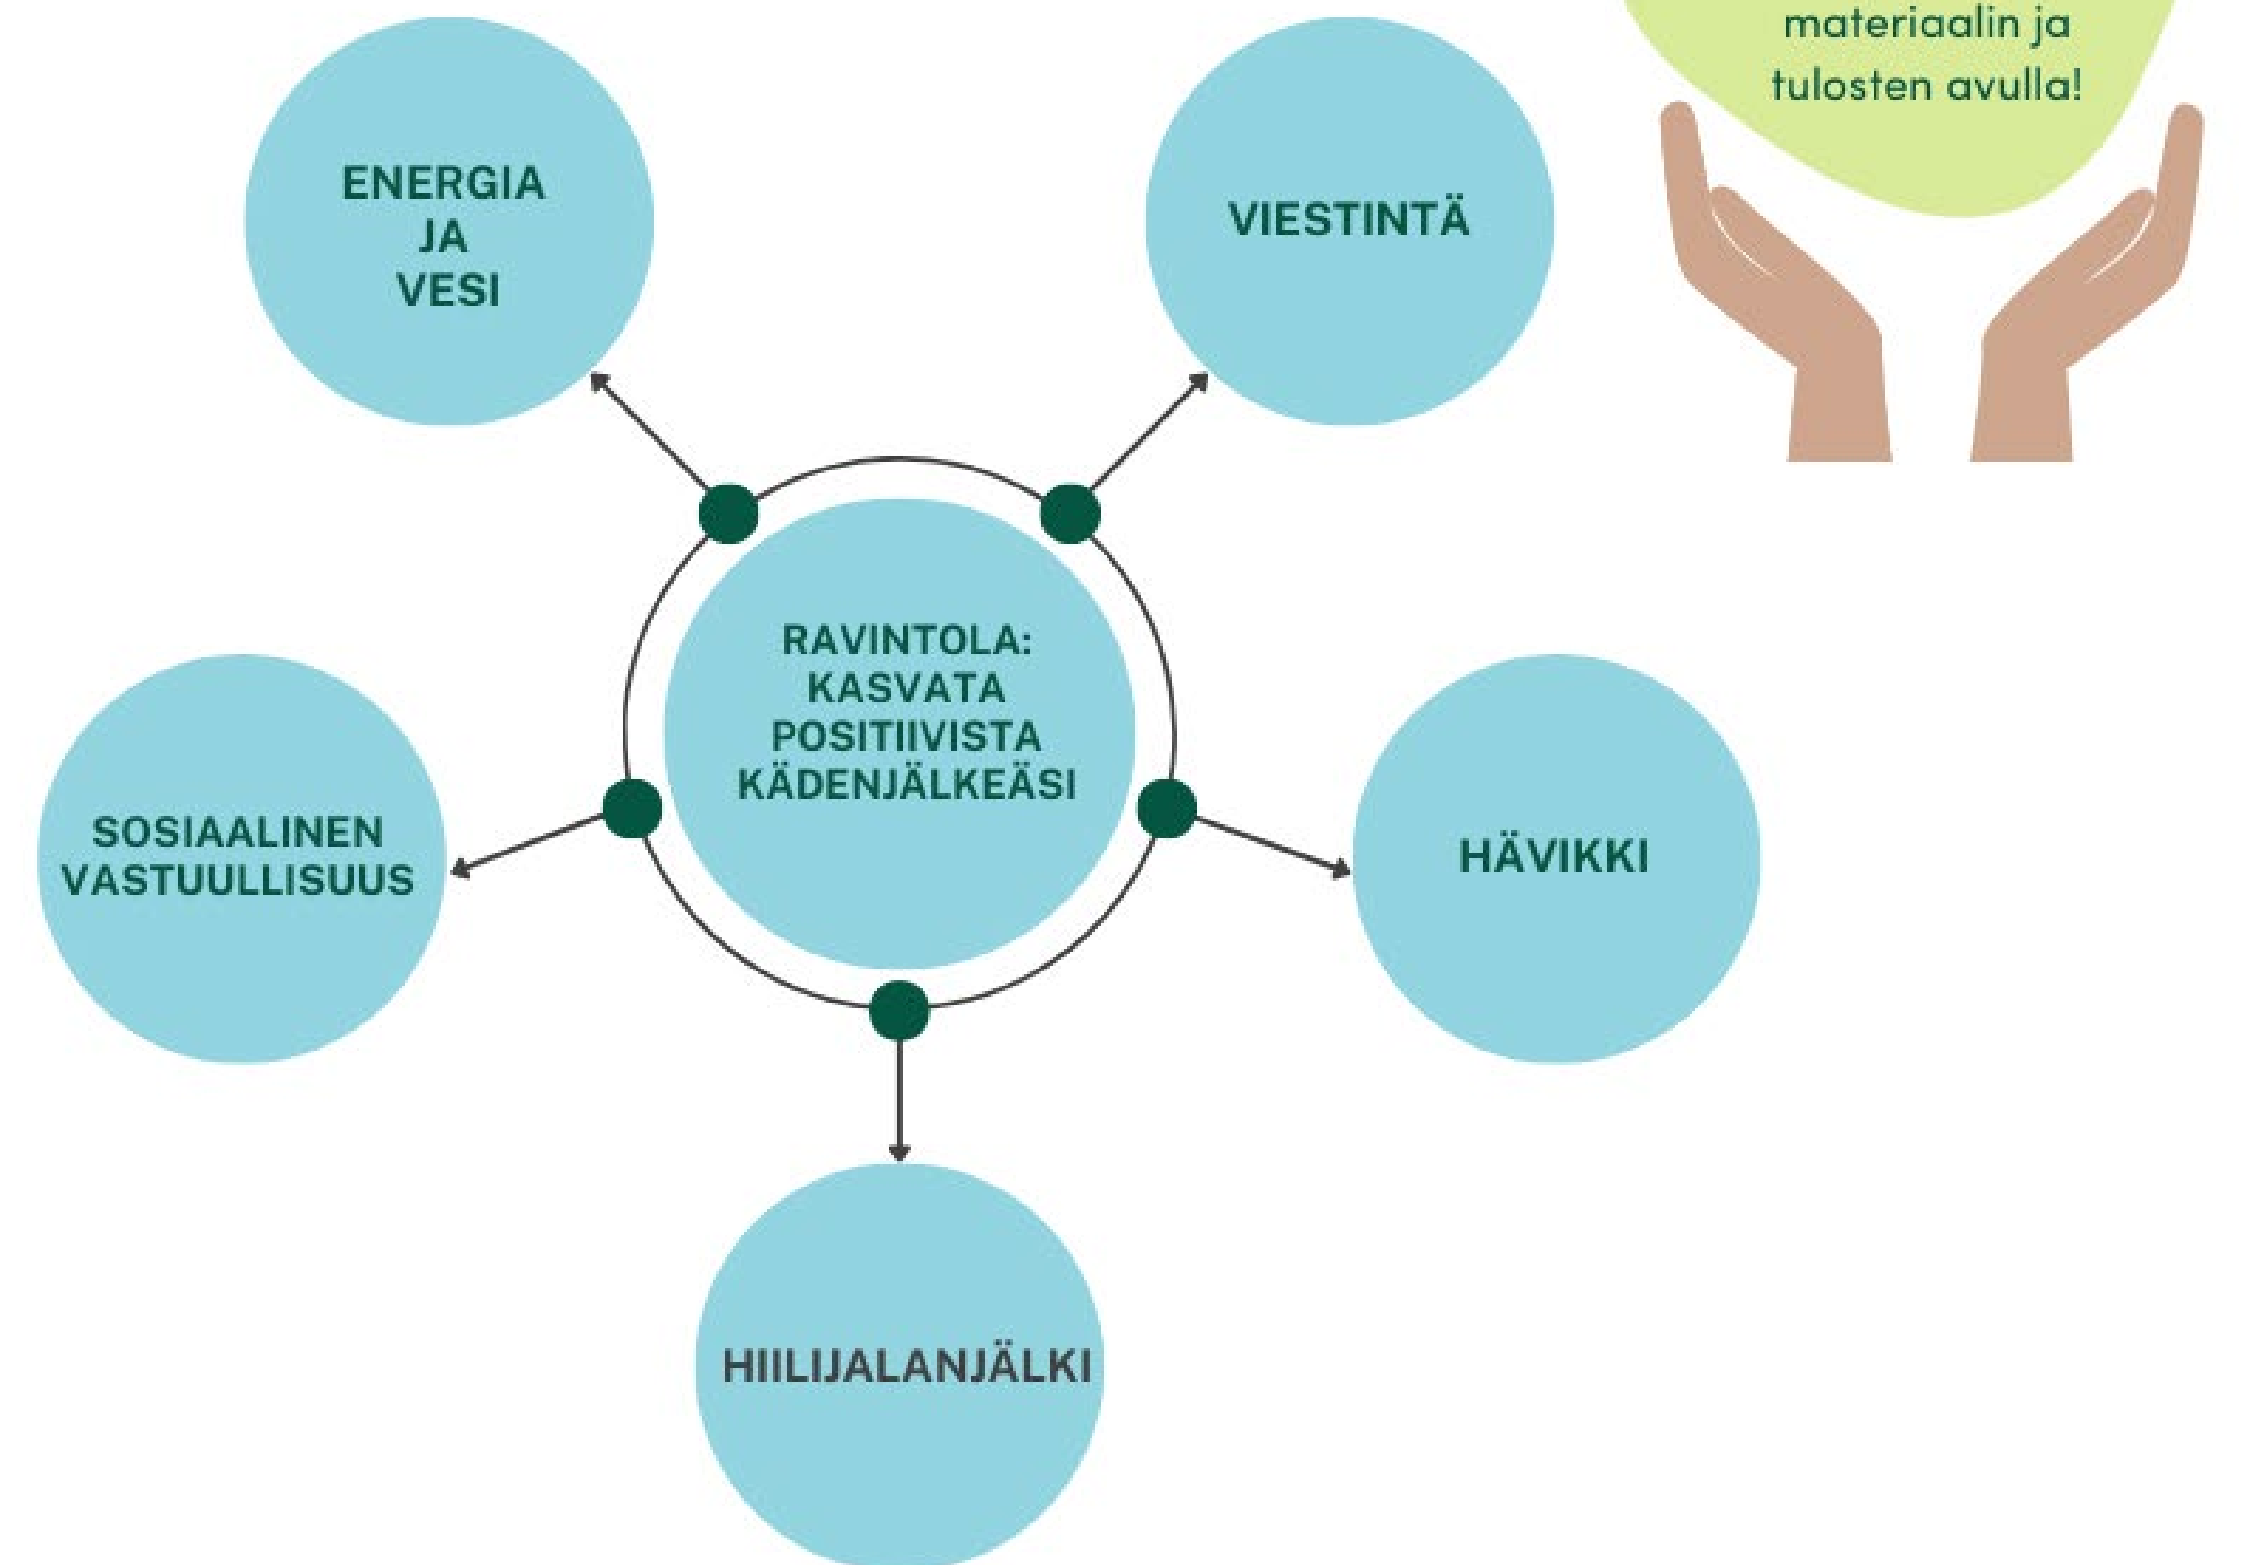 materiaalin ja
tulosten avulla!
ENERGIA
JA
VESI
VIESTINTÄ
RAVINTOLA:
KASVATA
POSITIIVISTA
KÄDENJÄLKEÄSI
SOSIAALINEN
VASTUULLISUUS
HÄVIKKI
HIILIJALANJÄLKI